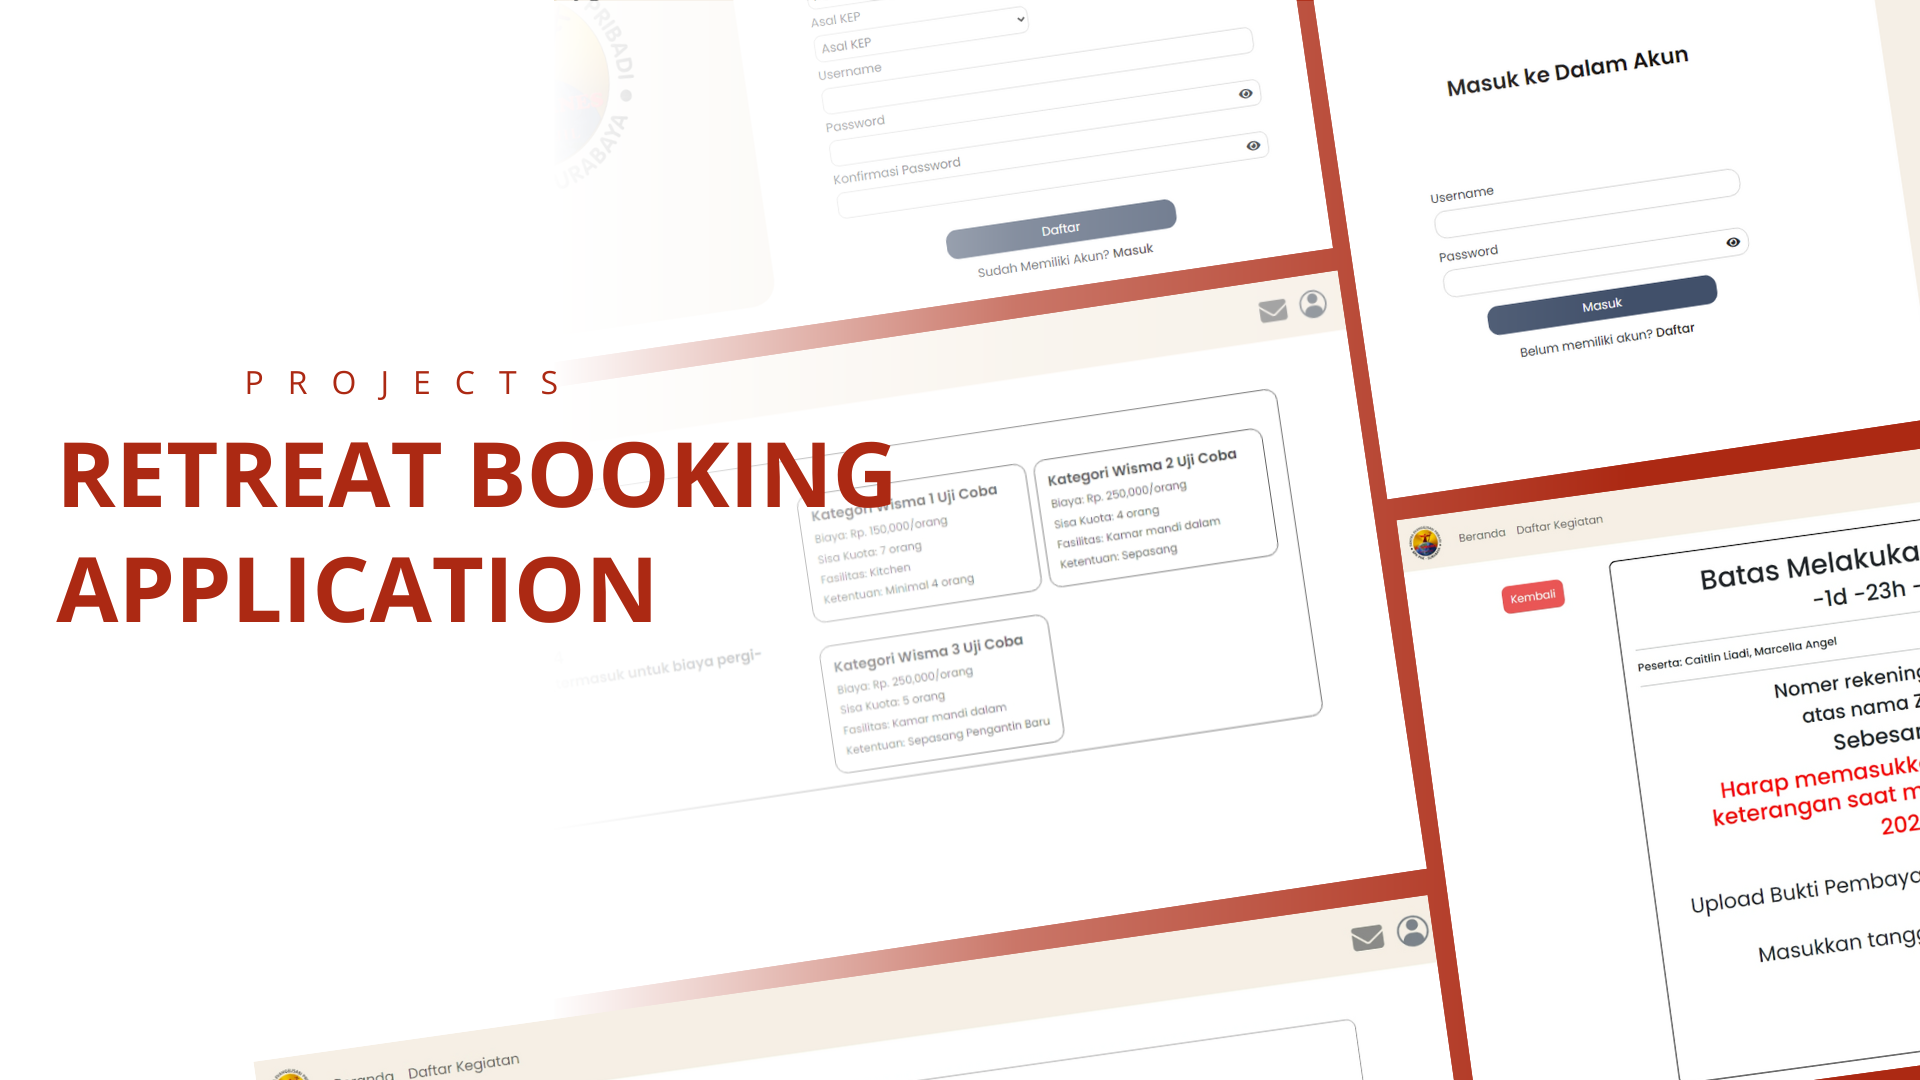 PROJECTS
RETREAT BOOKING
APPLICATION
PRIBADI
SURABAYA
Asal KEP
Asal KEP
Username
Password
Konfirmasi Password
Daftar
Sudah Memiliki Akun? Masuk
Masuk ke Dalam Akun
Username
Password
Masuk
Belum memiliki akun? Daftar
Kategori Wisma 1 Uji Coba
Biaya: Rp. 150,000/orang
Sisa Kuota: 7 orang
Fasilitas: Kitchen
Ketentuan: Minimal 4 orang
Kategori Wisma 2 Uji Coba
Biaya: Rp. 250,000/orang
Sisa Kuota: 4 orang
Fasilitas: Kamar mandi dalam
Ketentuan: Sepasang
Kategori Wisma 3 Uji Coba
Biaya: Rp. 250,000/orang
Sisa Kuota: 5 orang
Fasilitas: Kamar mandi dalam
Ketentuan: Sepasang Pengantin Baru
untuk biaya pergi-
Beranda Daftar Kegiatan
Kembali
Batas Melakuka
-1d -23h -
Peserta: Caitlin Liadi, Marcella Angel
Nomer rekening
atas nama
Sebesar
Harap memasukk
keterangan saat m
202
Upload Bukti Pembaya
Masukkan tangg
Beranda Daftar Kegiatan